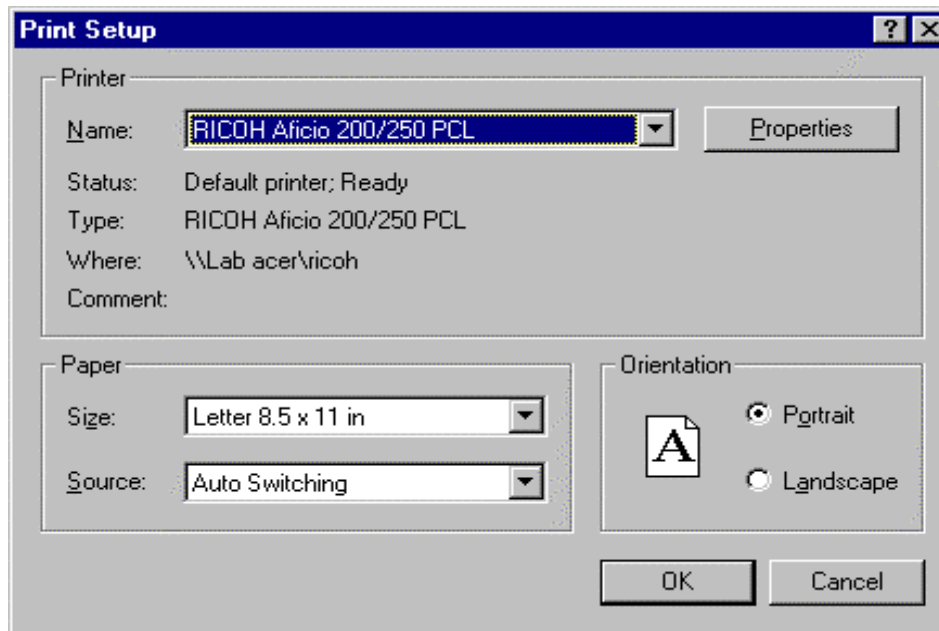 Print Setup
Printer
Name: RICOH Aficio 200/250 PCL Properties
Status: Default printer; Ready
Type: RICOH Aficio 200/250 PCL
Where: \\Lab acer\ricoh
Comment:
Paper
Size: Letter 8.5 x 11 in
Source: Auto Switching
Orientation
A
Portrait
Landscape
OK Cancel